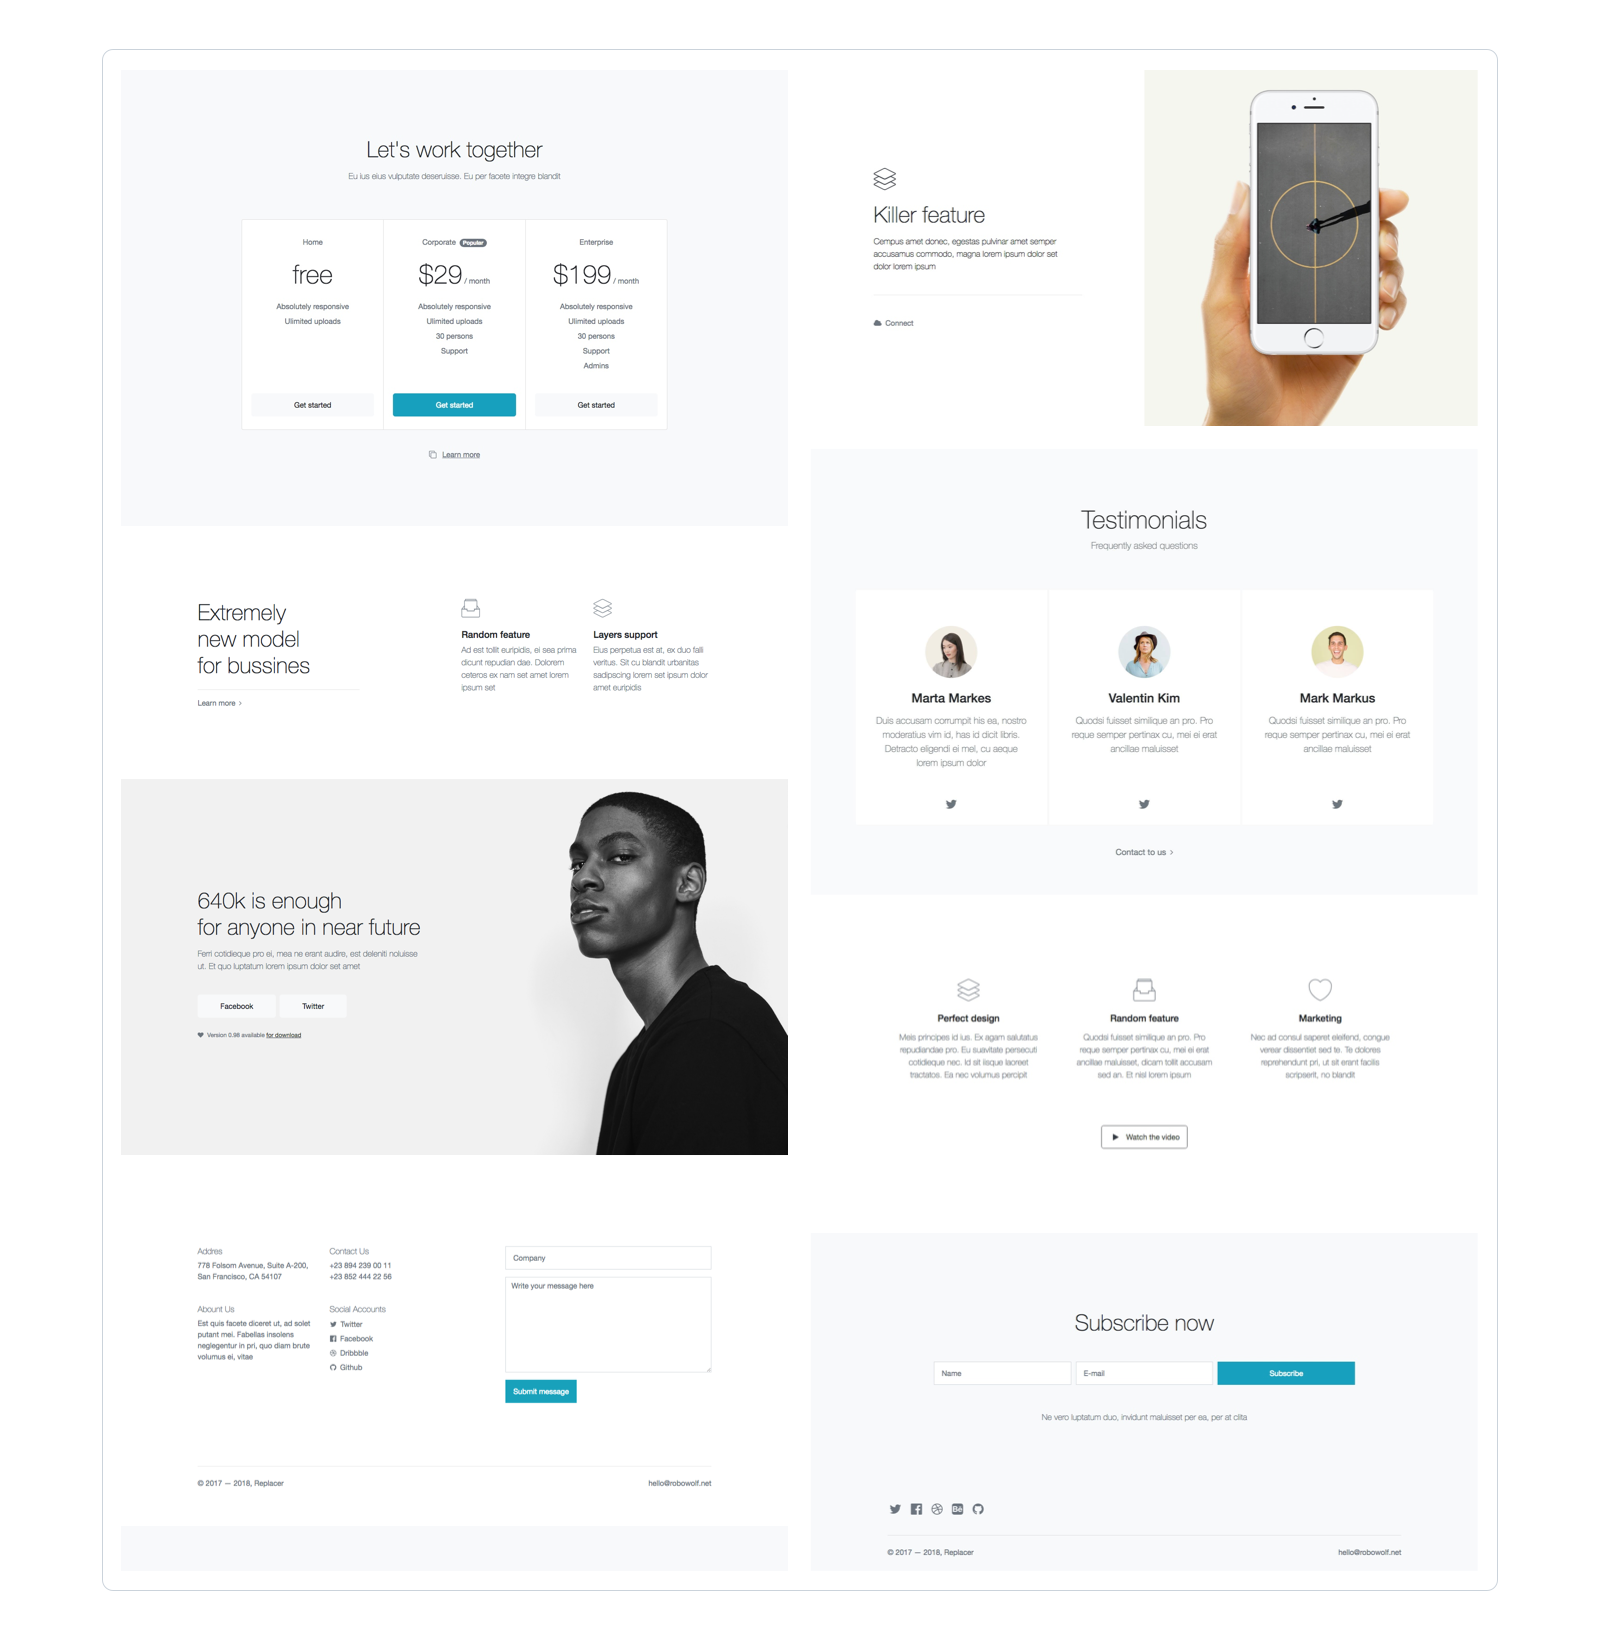 Let's work together
Eu ius eius vulputate deseruisse. Eu per facete integre blandit
Home
free
Absolutely responsive
Ulimited uploads
Get started
Corporate Popular
$29 / month
Absolutely responsive
Ulimited uploads
30 persons
Support
Get started
Enterprise
$199 / month
Absolutely responsive
Ulimited uploads
30 persons
Support
Admins
Get started
Learn more
Extremely
new model
for bussines
Learn more
Random feature
Ad est tollit euripidis, ei sea prima
dicunt repudian dae. Dolorem
ceteros ex nam set amet lorem
ipsum set
Layers support
Eius perpetua est at, ex duo falli
veritus. Sit cu blandit urbanitas
sadipscing lorem set ipsum dolor
amet euripidis
640k is enough
for anyone in near future
Ferri cotidieque pro ei, mea ne erant audire, est deleniti noluisse
ut. Et quo luptatum lorem ipsum dolor set amet
Facebook
Twitter
Version 0.98 available for download
Addres
778 Folsom Avenue, Suite A-200,
San Francisco, CA 54107
Contact Us
+23 894 239 00 11
+23 852 444 22 56
Abount Us
Est quis facete diceret ut, ad solet
putant mei. Fabellas insolens
neglegentur in pri, quo diam brute
volumus ei, vitae
Social Accounts
Twitter
Facebook
Dribbble
Github
Company
Write your message here
Submit message
© 2017 — 2018, Replacer
hello@robowolf.net
Killer feature
Cempus amet donec, egestas pulvinar amet semper
accusamus commodo, magna lorem ipsum dolor set
dolor lorem ipsum
Connect
Testimonials
Frequently asked questions
Marta Markes
Duis accusam corrumpit his ea, nostro
moderatius vim id, has id dicit libris.
Detracto eligendi ei mel, cu aeque
lorem ipsum dolor
Valentin Kim
Quodsi fuisset similique an pro. Pro
reque semper pertinax cu, mei ei erat
ancillae maluisset
Mark Markus
Quodsi fuisset similique an pro. Pro
reque semper pertinax cu, mei ei erat
ancillae maluisset
Contact to us
Perfect design
Meis principes id ius. Ex agam salutatus
repudiandae pro. Eu suavitate persecuti
cotidieque nec. Id sit iisque laoreet
tractatos. Ea nec volumus percipit
Random feature
Quodsi fuisset similique an pro. Pro
reque semper pertinax cu, mei ei erat
ancillae maluisset, dicam tollit accusam
sed an. Et nisl lorem ipsum
Marketing
Nec ad consul saperet eleifend, congue
verear dissentiet sed te. Te dolores
reprehendunt pri, ut sit erant facilis
scripserit, no blandit
Watch the video
Subscribe now
Name
E-mail
Subscribe
Ne vero luptatum duo, invidunt maluisset per ea, per at clita
Bē
© 2017 — 2018, Replacer
hello@robowolf.net